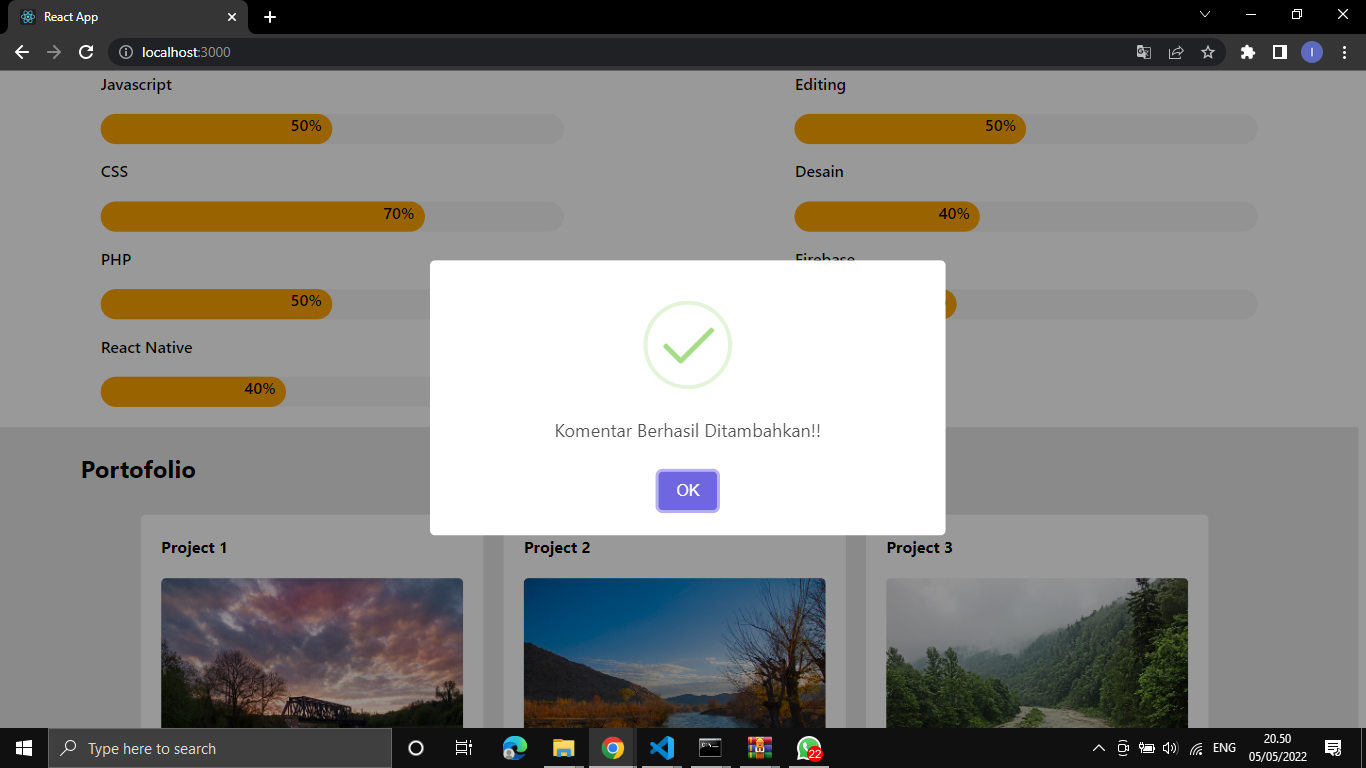 React App
localhost:3000
I
Javascript
50%
Editing
50%
CSS
70%
Desain
40%
PHP
50%
Firebase
React Native
40%
Komentar Berhasil Ditambahkan!!
OK
Portofolio
Project 1
Project 2
Project 3
Type here to search
22
ENG
20.50
05/05/2022